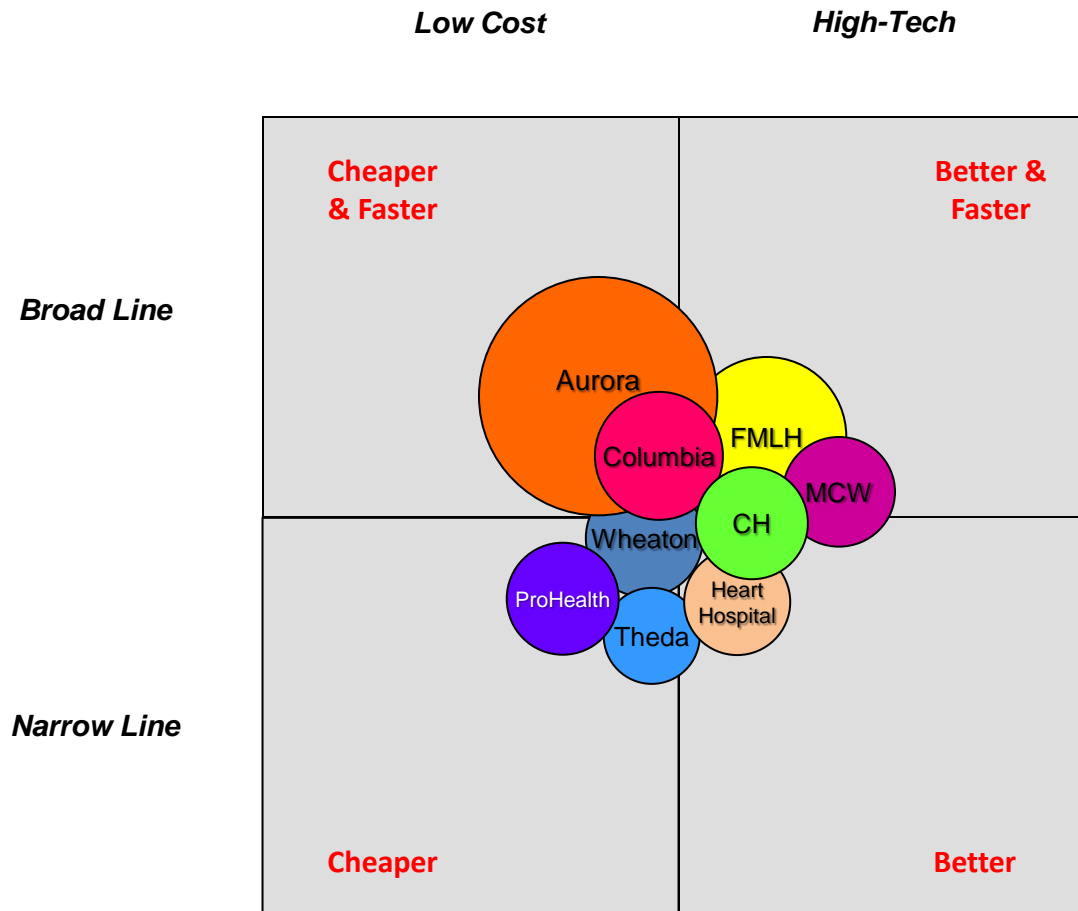 Low Cost
High-Tech
Cheaper
& Faster
Better &
Faster
Broad Line
Aurora
FMLH
Columbia
MCW
CH
Wheaton
ProHealth
Heart
Hospital
Theda
Narrow Line
Cheaper
Better